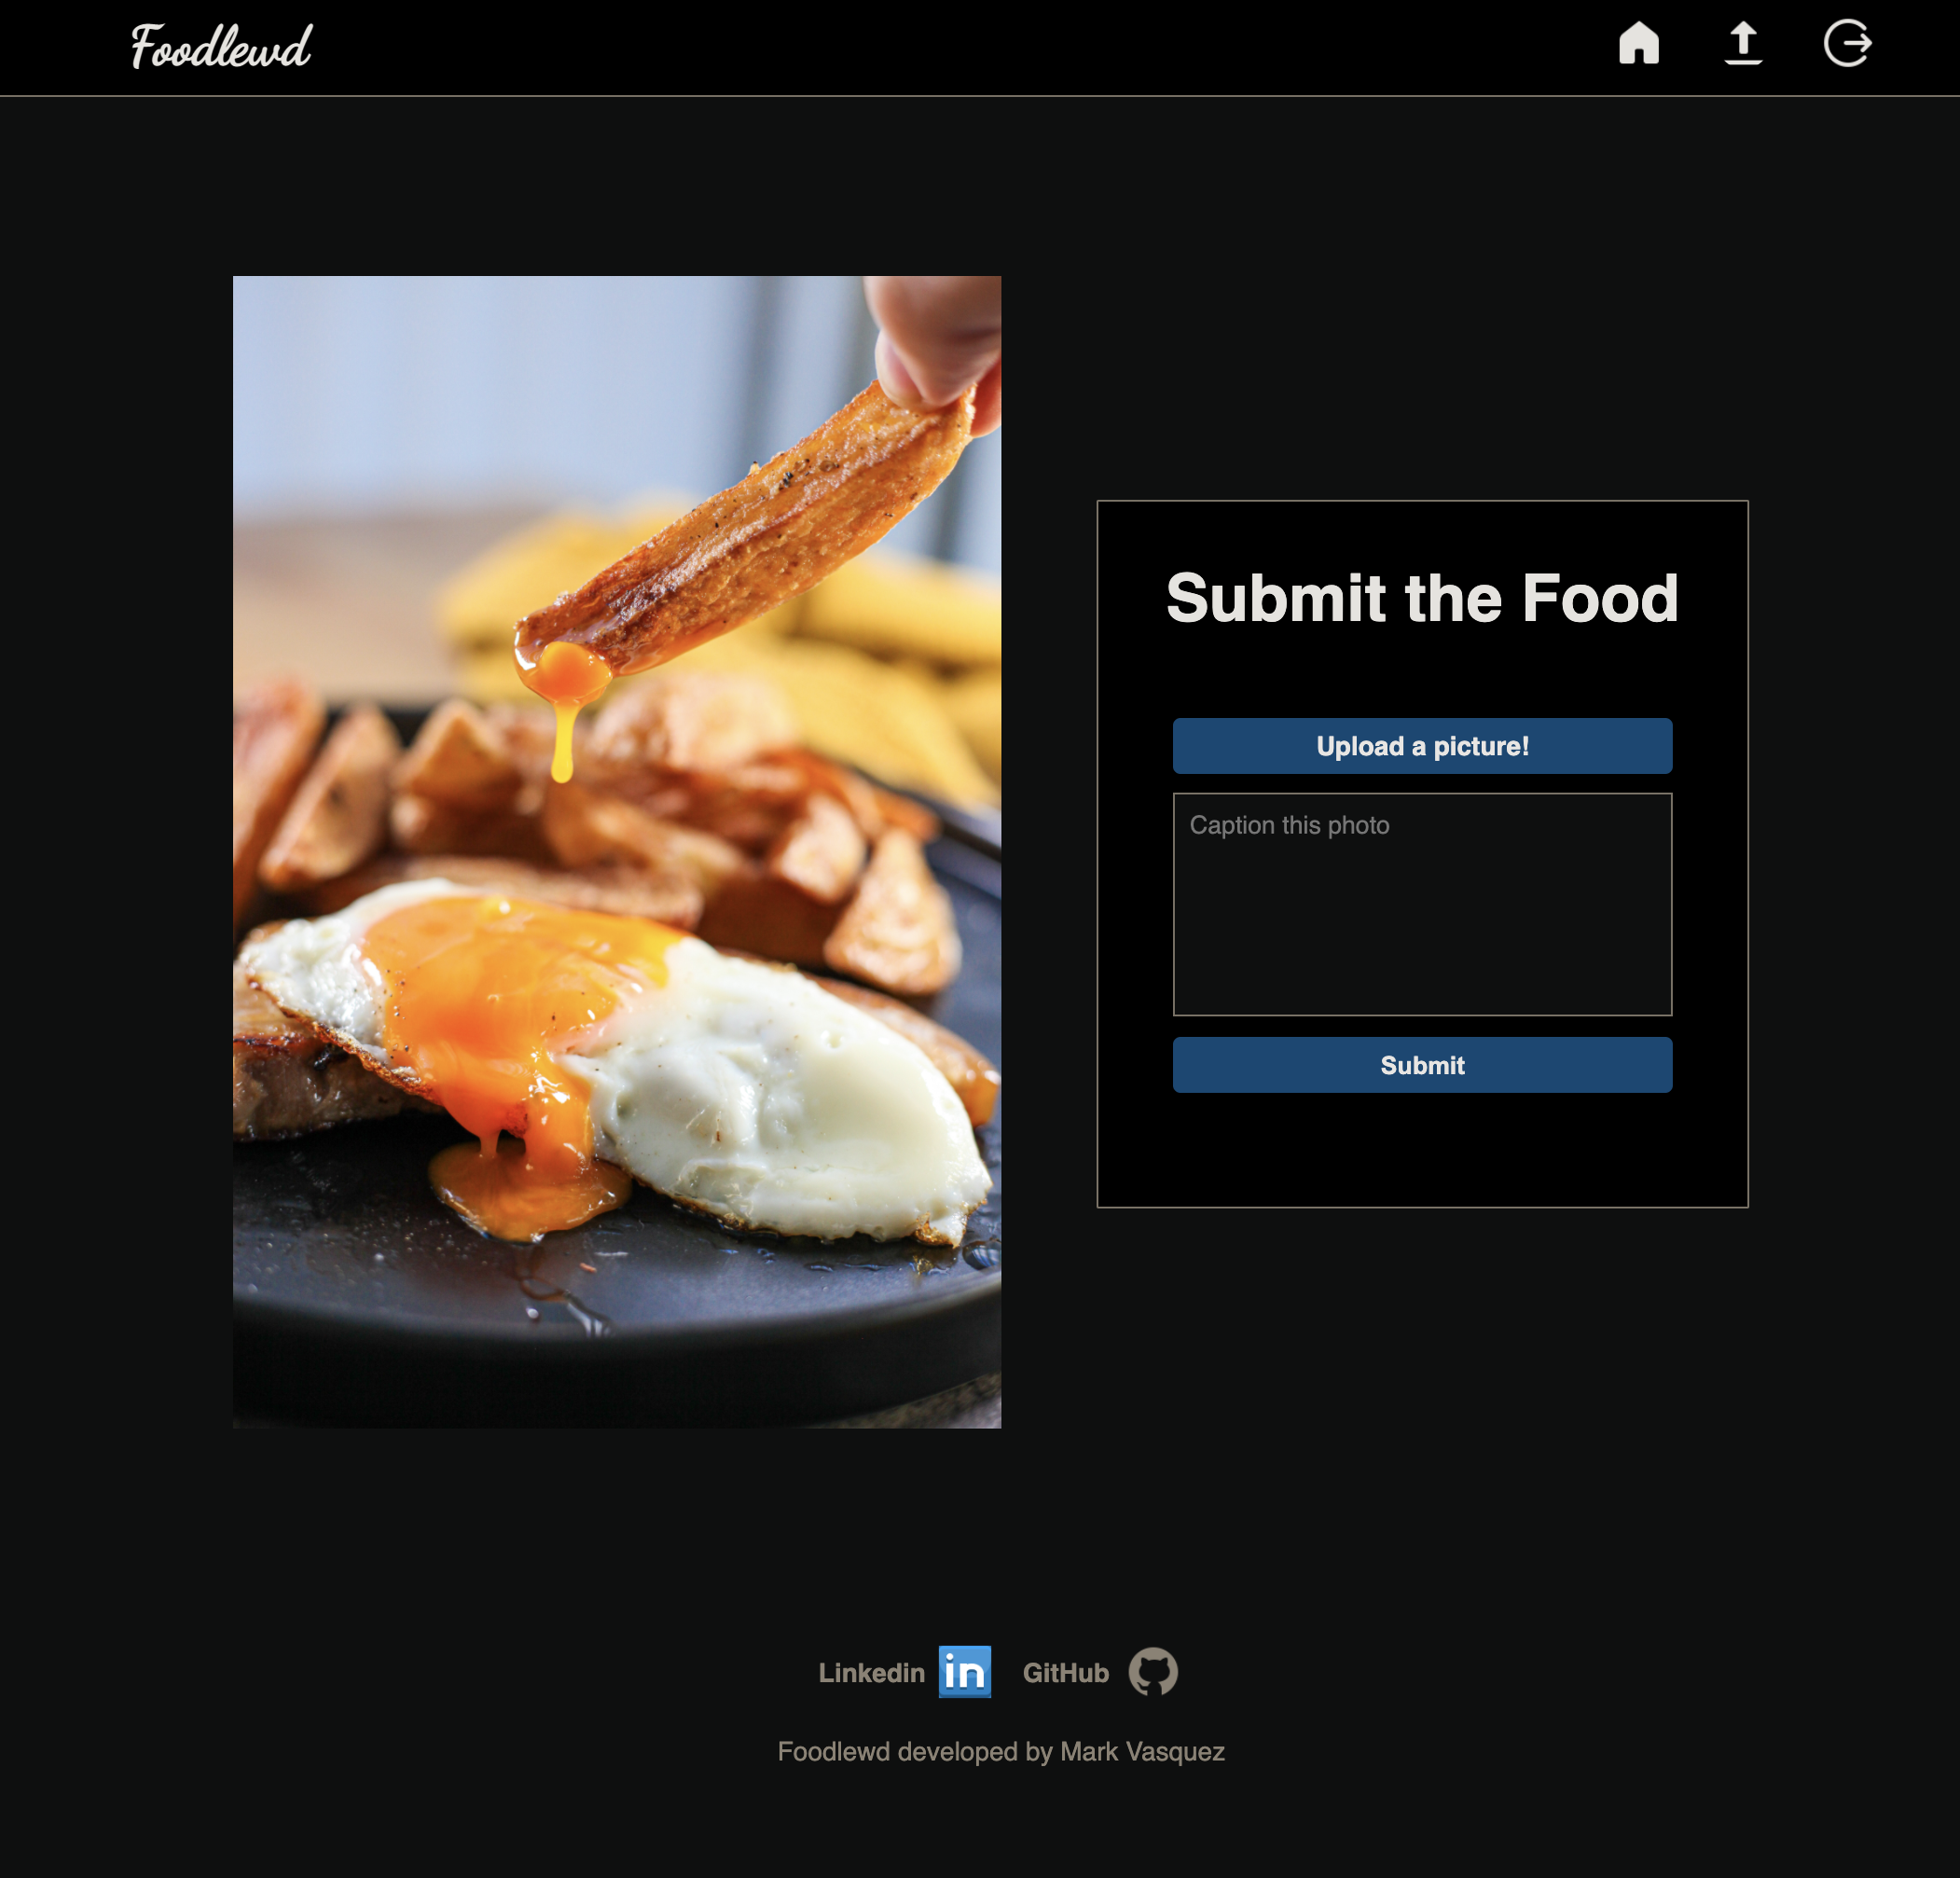 Foodlewd
Submit the Food
Upload a picture!
Caption this photo
Submit
Linkedin in GitHub
Foodlewd developed by Mark Vasquez